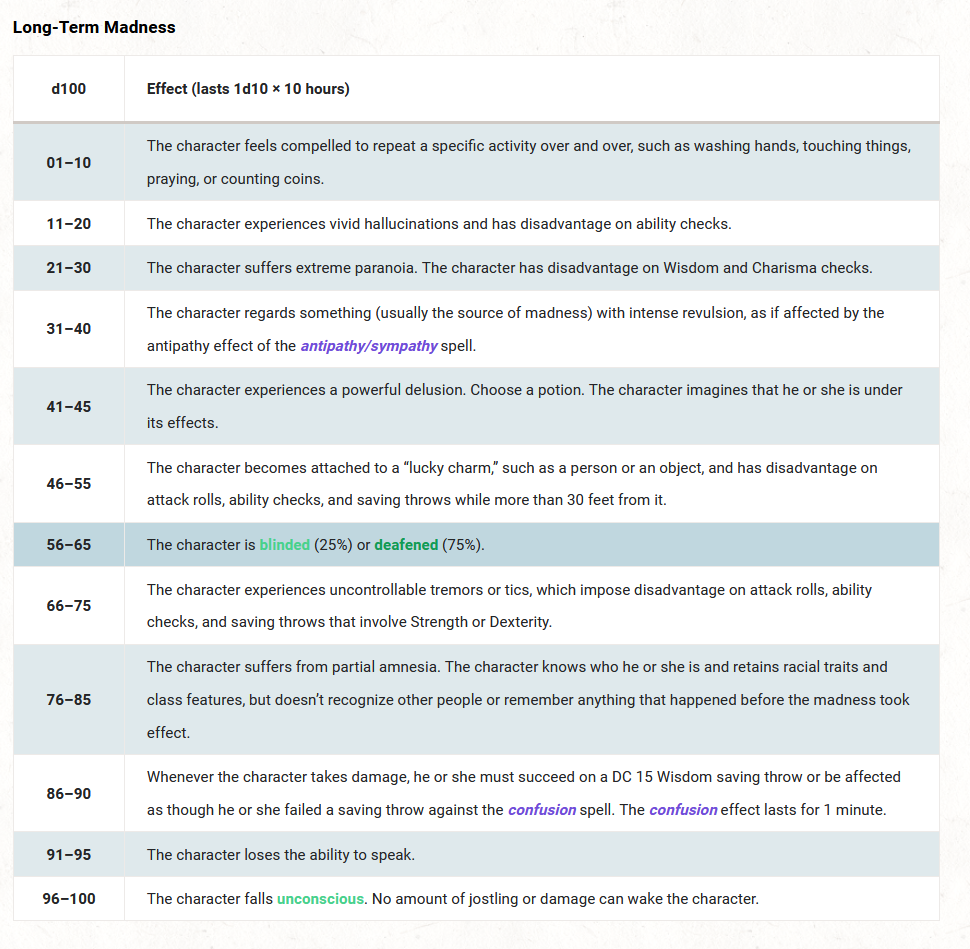 Long-Term Madness
d100 Effect (lasts 1d10 × 10 hours)
01–10 The character feels compelled to repeat a specific activity over and over, such as washing hands, touching things,
praying, or counting coins.
11–20 The character experiences vivid hallucinations and has disadvantage on ability checks.
21–30 The character suffers extreme paranoia. The character has disadvantage on Wisdom and Charisma checks.
31–40 The character regards something (usually the source of madness) with intense revulsion, as if affected by the
antipathy effect of the antipathy/sympathy spell.
41–45 The character experiences a powerful delusion. Choose a potion. The character imagines that he or she is under
its effects.
46–55 The character becomes attached to a “lucky charm,” such as a person or an object, and has disadvantage on
attack rolls, ability checks, and saving throws while more than 30 feet from it.
56–65 The character is blinded (25%) or deafened (75%).
66–75 The character experiences uncontrollable tremors or tics, which impose disadvantage on attack rolls, ability
checks, and saving throws that involve Strength or Dexterity.
76–85 The character suffers from partial amnesia. The character knows who he or she is and retains racial traits and
class features, but doesn’t recognize other people or remember anything that happened before the madness took
effect.
86–90 Whenever the character takes damage, he or she must succeed on a DC 15 Wisdom saving throw or be affected
as though he or she failed a saving throw against the confusion spell. The confusion effect lasts for 1 minute.
91–95 The character loses the ability to speak.
96–100 The character falls unconscious. No amount of jostling or damage can wake the character.